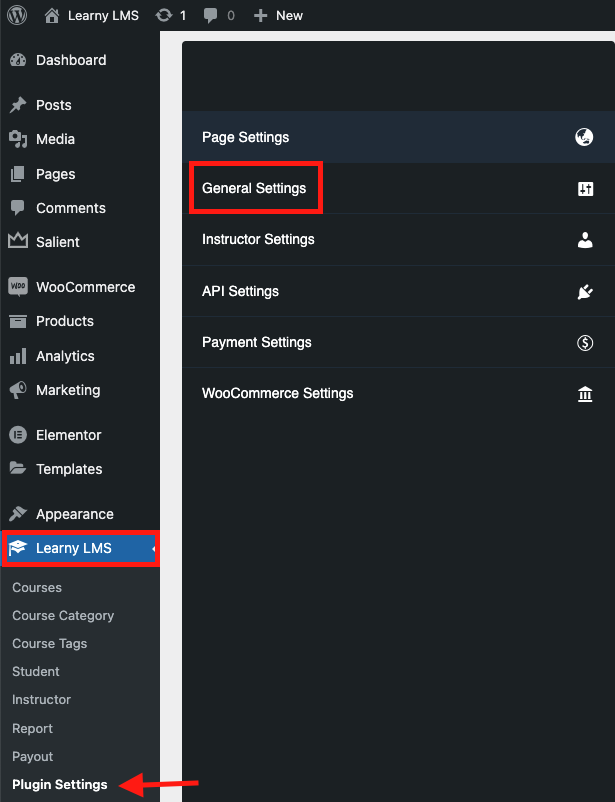 Learny LMS 1 0 New
Dashboard
Posts
Media
Pages
Comments
Salient
WOO WooCommerce
Products
Analytics
Marketing
Elementor
Templates
Appearance
Learny LMS
Courses
Course Category
Course Tags
Student
Instructor
Report
Payout
Plugin Settings
Page Settings
General Settings
Instructor Settings
API Settings
Payment Settings
WooCommerce Settings